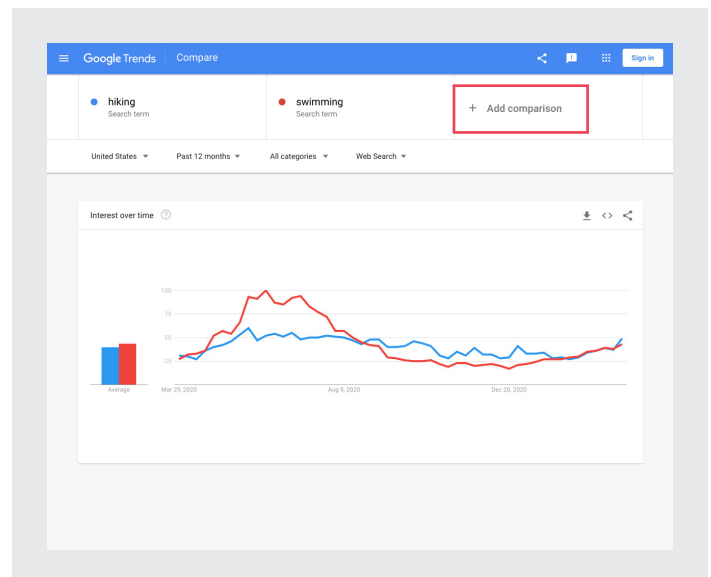 Google Trends Compare Sign in
hiking
Search term
swimming
Search term
+ Add comparison
United States Past 12 months All categories Web Search
Interest over time
100
75
50
25
Average
Mar 29, 2020 Aug 9, 2020 Dec 20, 2020